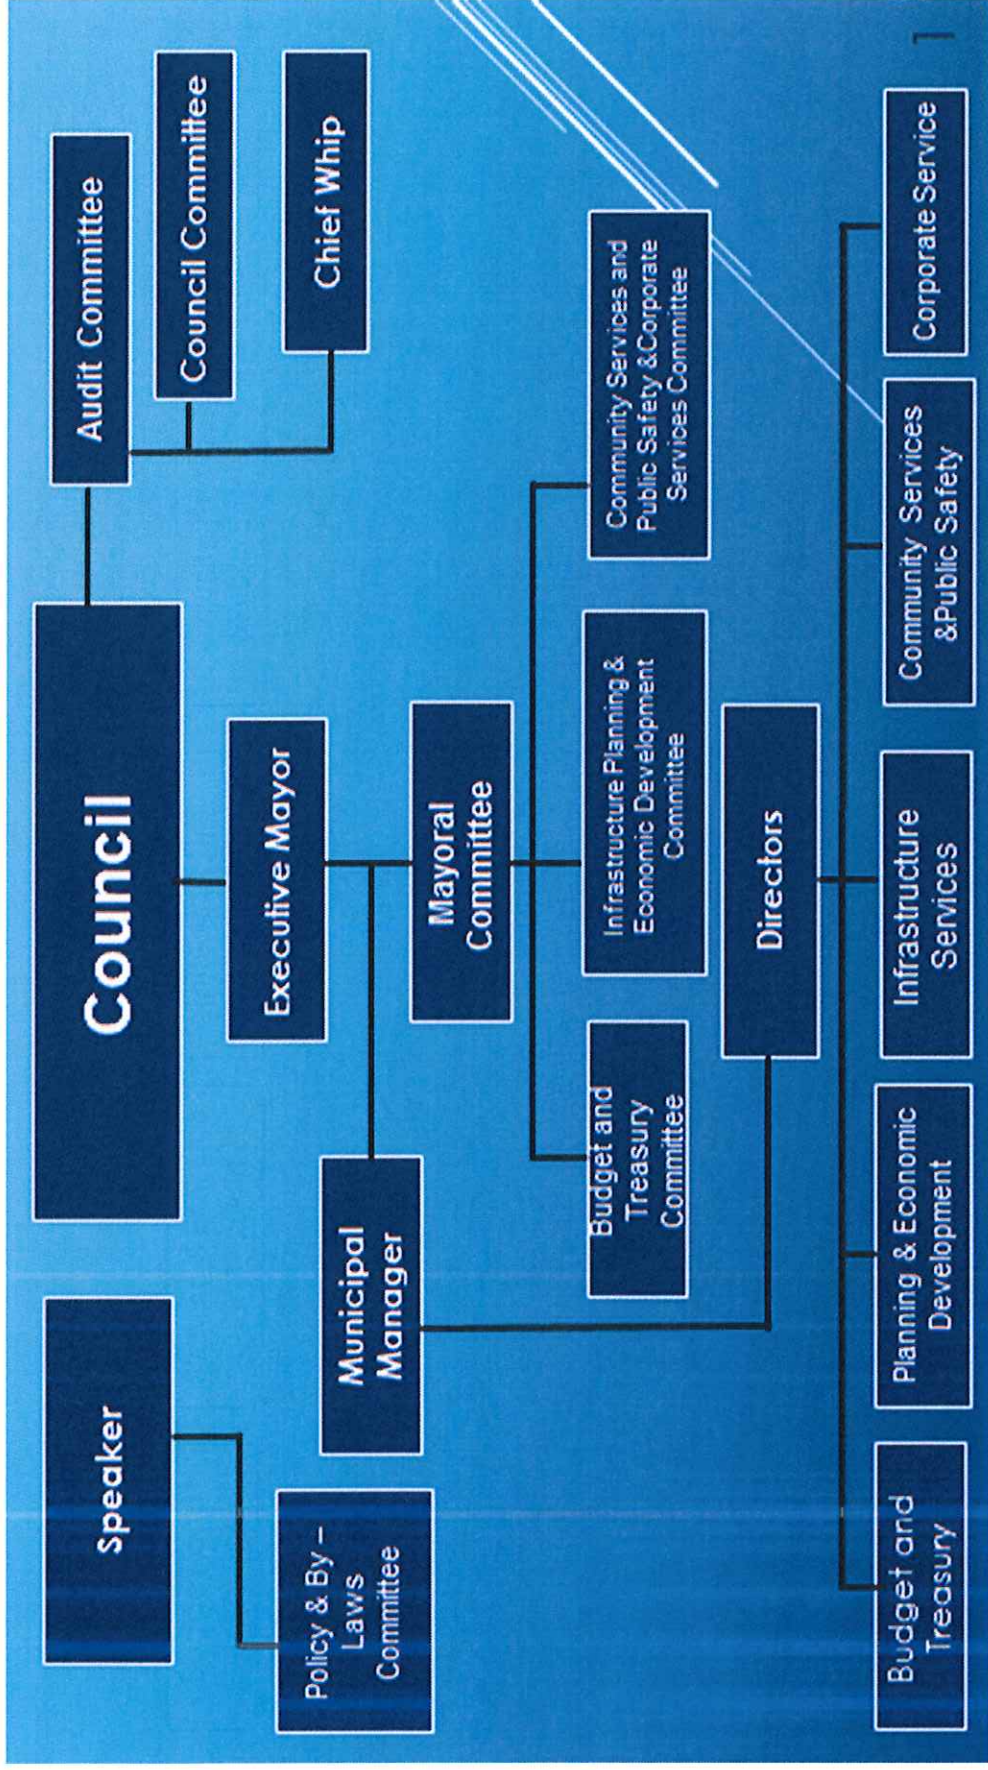 Speaker
Council
Audit Committee
Council Committee
Chief Whip
Executive Mayor
Policy & By –
Laws
Committee
Municipal
Manager
Mayoral
Committee
Budget and
Treasury
Committee
Infrastructure Planning &
Economic Development
Committee
Community Services and
Public Safety &Corporate
Services Committee
Directors
Budget and
Treasury
Planning & Economic
Development
Infrastructure
Services
Community Services
&Public Safety
Corporate Service
1